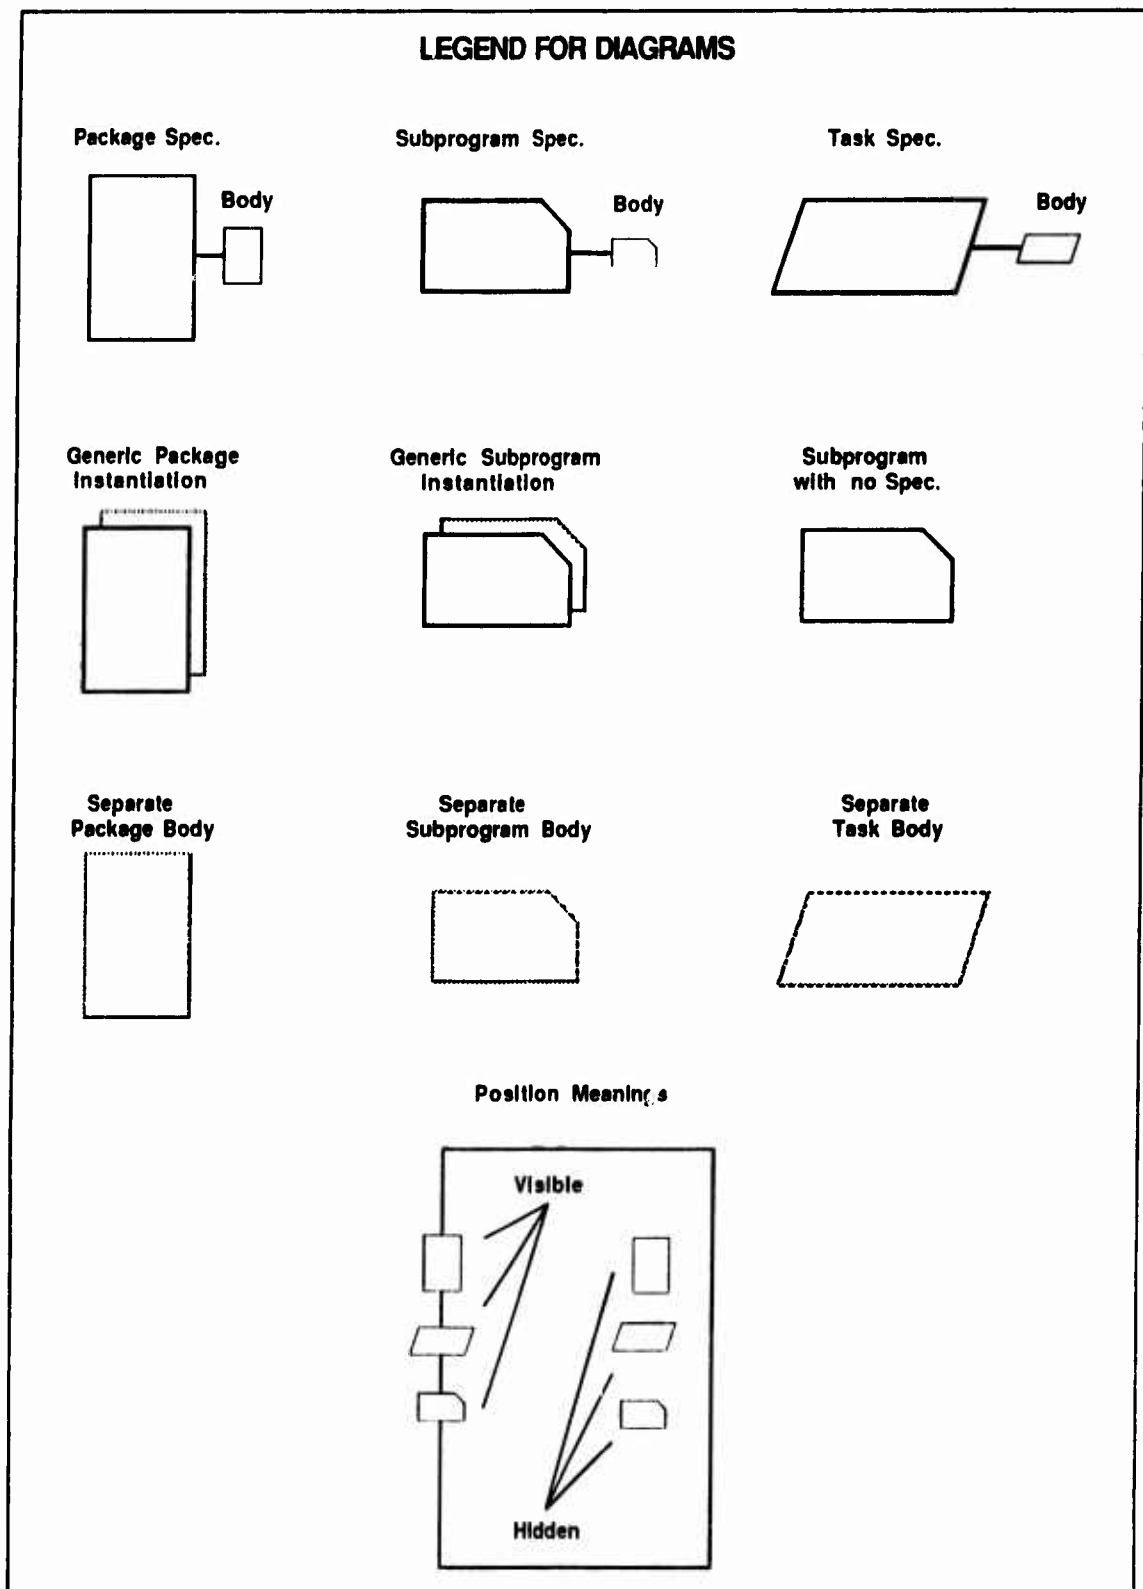 LEGEND FOR DIAGRAMS
Package Spec.
Subprogram Spec.
Task Spec.
Body
Body
Body
Generic Package
Instantiation
Generic Subprogram
Instantiation
Subprogram
with no Spec.
Separate
Package Body
Separate
Subprogram Body
Separate
Task Body
Position Meanings
Visible
Hidden